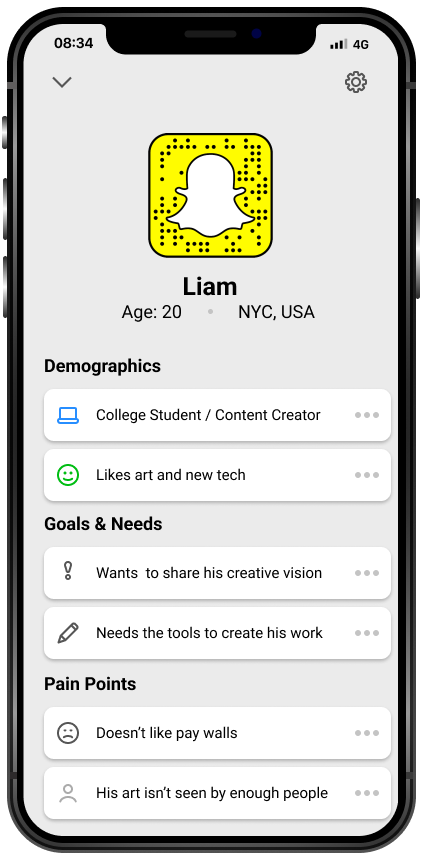 08:34
4G
Liam
Age: 20 • NYC, USA
Demographics
College Student / Content Creator
Likes art and new tech
Goals & Needs
Wants  to share his creative vision
Needs the tools to create his work
Pain Points
Doesn’t like pay walls
His art isn’t seen by enough people